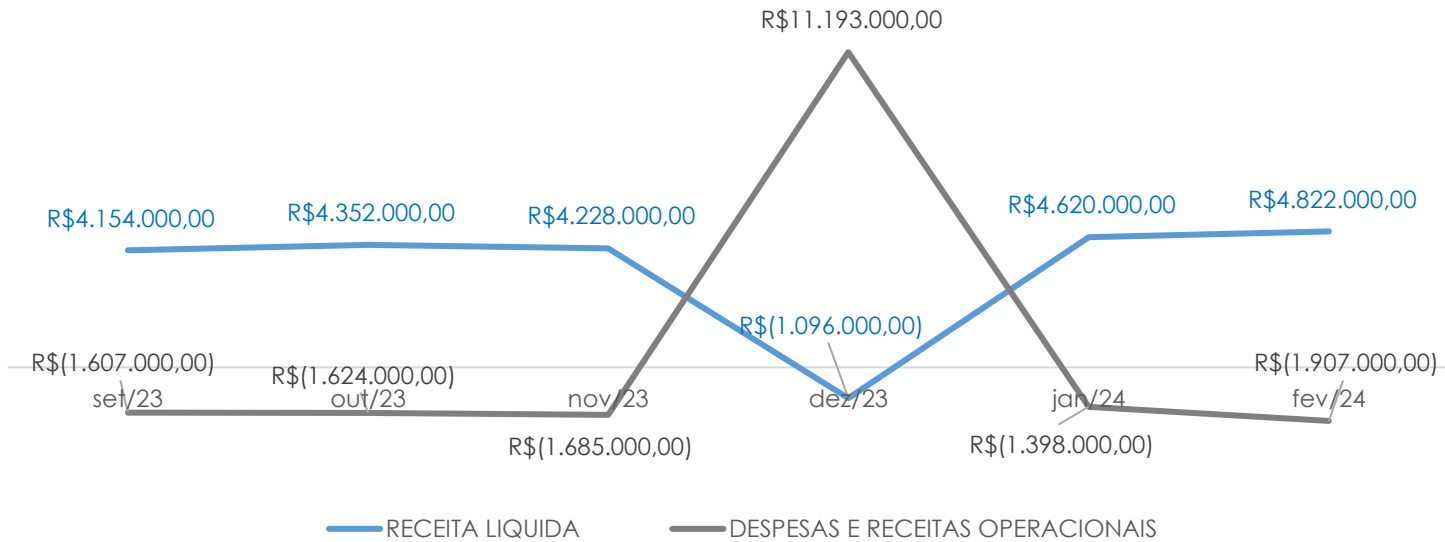 R$11.193.000,00
R$4.154.000,00
R$4.352.000,00
R$4.228.000,00
R$4.620.000,00
R$4.822.000,00
R$(1.096.000,00)
R$(1.607.000,00)
R$(1.624.000,00)
R$(1.907.000,00)
set/23
out/23
nov/23
dez/23
jan/24
fev/24
R$(1.685.000,00)
R$(1.398.000,00)
RECEITA LIQUIDA
DESPESAS E RECEITAS OPERACIONAIS